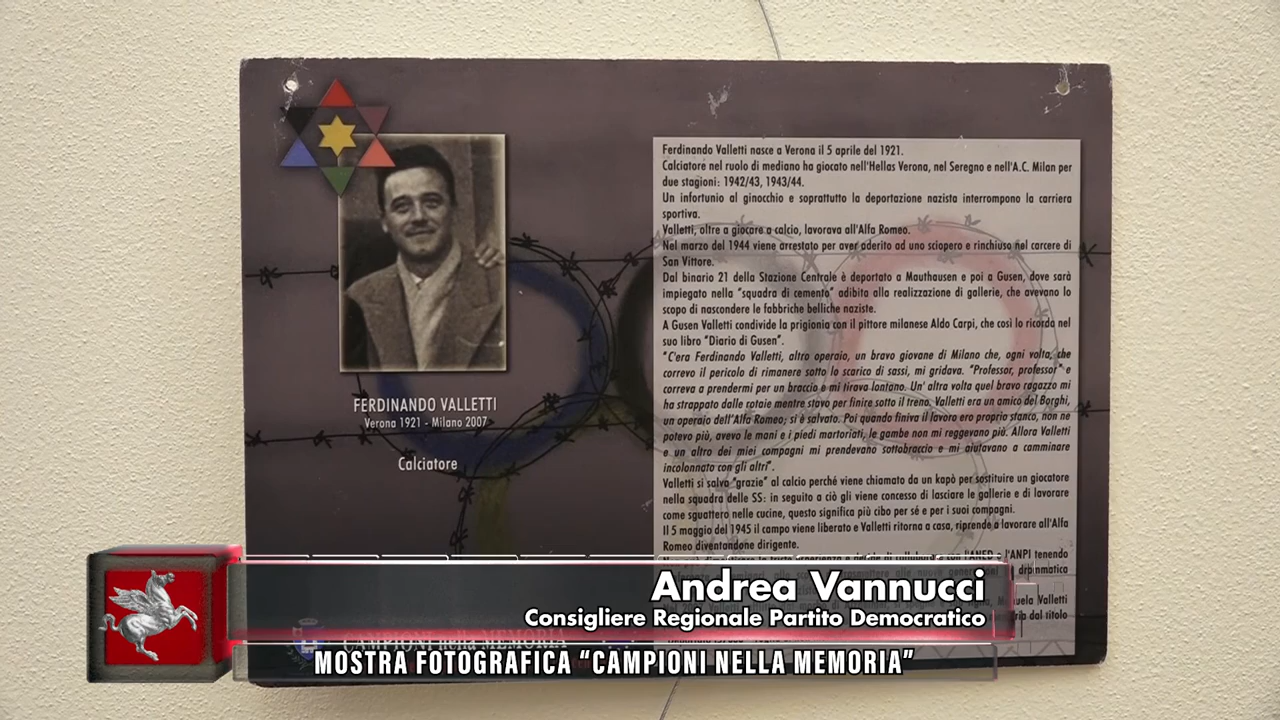 FERDINANDO VALLETTI
Verona 1921 - Milano 2007
Calciatore
Ferdinando Valletti nasce a Verona il 5 aprile del 1921.
Calciatore nel ruolo di mediano ha giocato nell'Hellas Verona, nel Seregno e nell'A.C. Milan per
due stagioni: 1942/43, 1943/44.
Un infortunio al ginocchio e soprattutto la deportazione nazista interrompono la carriera
sportiva.
Valletti, oltre a giocare a calcio, lavorava all'Alfa Romeo.
Nel marzo del 1944 viene arrestato per aver aderito ad uno sciopero e rinchiuso nel carcere di
San Vittore.
Dal binario 21 della Stazione Centrale è deportato a Mauthausen e poi a Gusen, dove sarà
impiegato nella "squadra di cemento" adibita alla realizzazione di gallerie, che avevano lo
scopo di nascondere le fabbriche belliche naziste.
A Gusen Valletti condivide la prigionia con il pittore milanese Aldo Carpi, che così lo ricorda nel
suo libro "Diario di Gusen".
"C'era Ferdinando Valletti, altro operaio, un bravo giovane di Milano che, ogni volta, che
correvo il pericolo di rimanere sotto lo scarico di sassi, mi gridava. "Professor, professor" e
correva a prendermi per un braccio e mi tirava lontano. Un' altra volta quel bravo ragazzo mi
ha strappato dalle rotaie mentre stavo per finire sotto il treno. Valletti era un amico del Borghi,
un operaio dell'Alfa Romeo; si è salvato. Poi quando finiva il lavoro ero proprio stanco, non ne
potevo più, avevo le mani e i piedi martoriati, le gambe non mi reggevano più. Allora Valletti
e un altro dei miei compagni mi prendevano sottobraccio e mi aiutavano a camminare
incolonnato con gli altri".
Valletti si salva "grazie" al calcio perché viene chiamato da un kapò per sostituire un giocatore
nella squadra delle SS: in seguito a ciò gli viene concesso di lasciare le gallerie e di lavorare
come sguattero nelle cucine, questo significa più cibo per sé e per i suoi compagni.
Il 5 maggio del 1945 il campo viene liberato e Valletti ritorna a casa, riprende a lavorare all'Alfa
Romeo diventandone dirigente.
con l'ANED e l'ANPI tenendo
drammatica
Valletti
dal titolo
CAMPIONI nella MEMORIA
Andrea Vannucci
Consigliere Regionale Partito Democratico
MOSTRA FOTOGRAFICA "CAMPIONI NELLA MEMORIA"